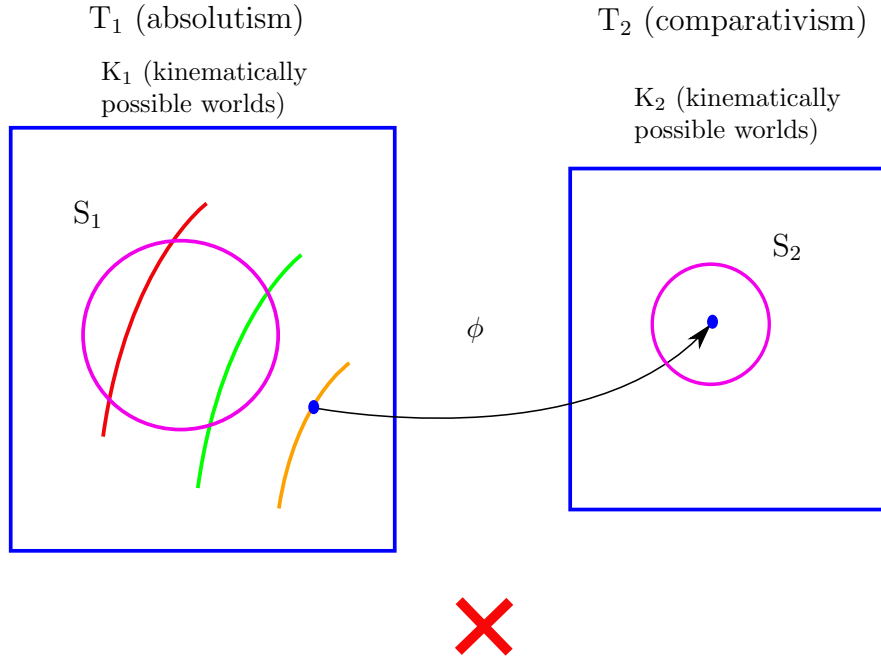 T₁ (absolutism)
K₁ (kinematically
possible worlds)
S₁
ϕ
T₂ (comparativism)
K₂ (kinematically
possible worlds)
S₂